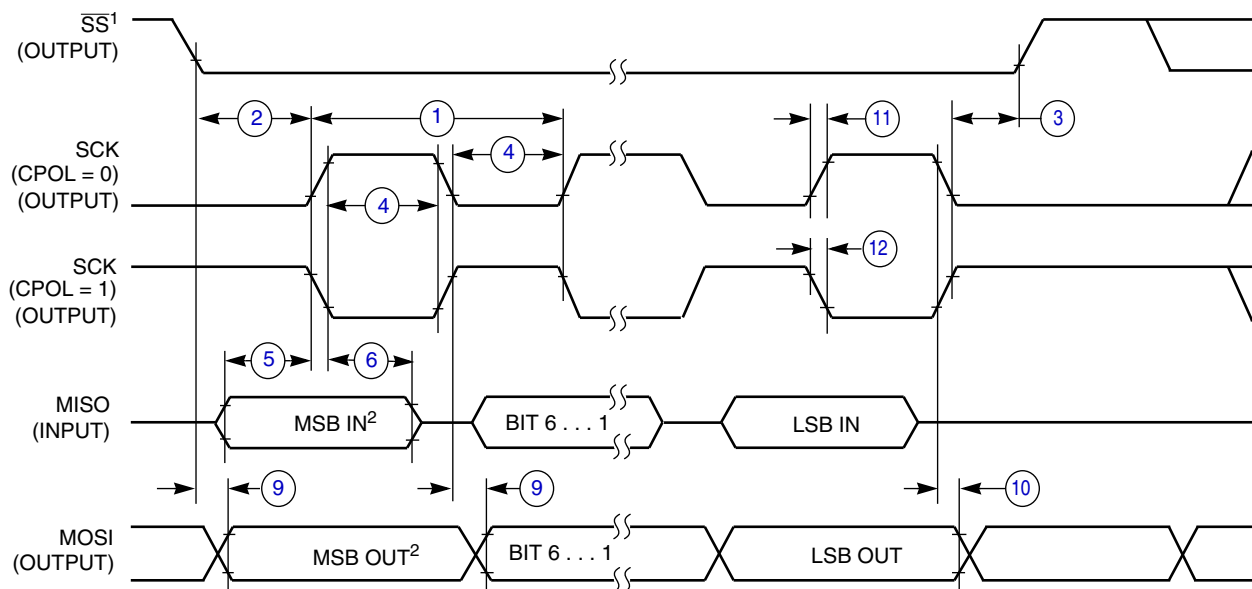 SS¹
(OUTPUT)
2
1
11
3
SCK
(CPOL = 0)
(OUTPUT)
4
4
SCK
(CPOL = 1)
(OUTPUT)
12
5
6
MISO
(INPUT)
MSB IN²
BIT 6 . . . 1
LSB IN
9
9
10
MOSI
(OUTPUT)
MSB OUT²
BIT 6 . . . 1
LSB OUT